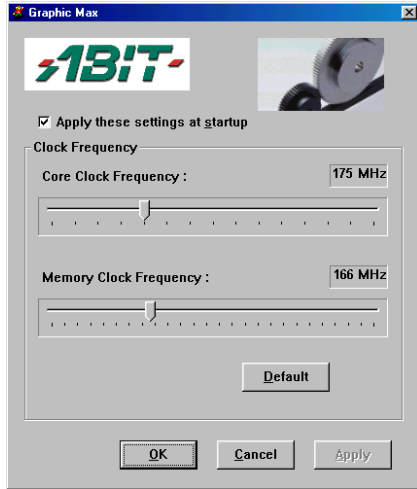 Graphic Max
ABIT
Apply these settings at startup
Clock Frequency
Core Clock Frequency :
175 MHz
Memory Clock Frequency :
166 MHz
Default
OK
Cancel
Apply